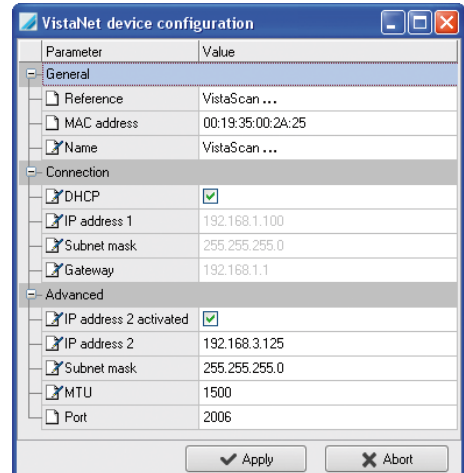 VistaNet device configuration
Parameter Value
General
Reference VistaScan ...
MAC address 00:19:35:00:2A:25
Name VistaScan ...
Connection
DHCP
IP address 1 192.168.1.100
Subnet mask 255.255.255.0
Gateway 192.168.1.1
Advanced
IP address 2 activated
IP address 2 192.168.3.125
Subnet mask 255.255.255.0
MTU 1500
Port 2006
Apply Abort